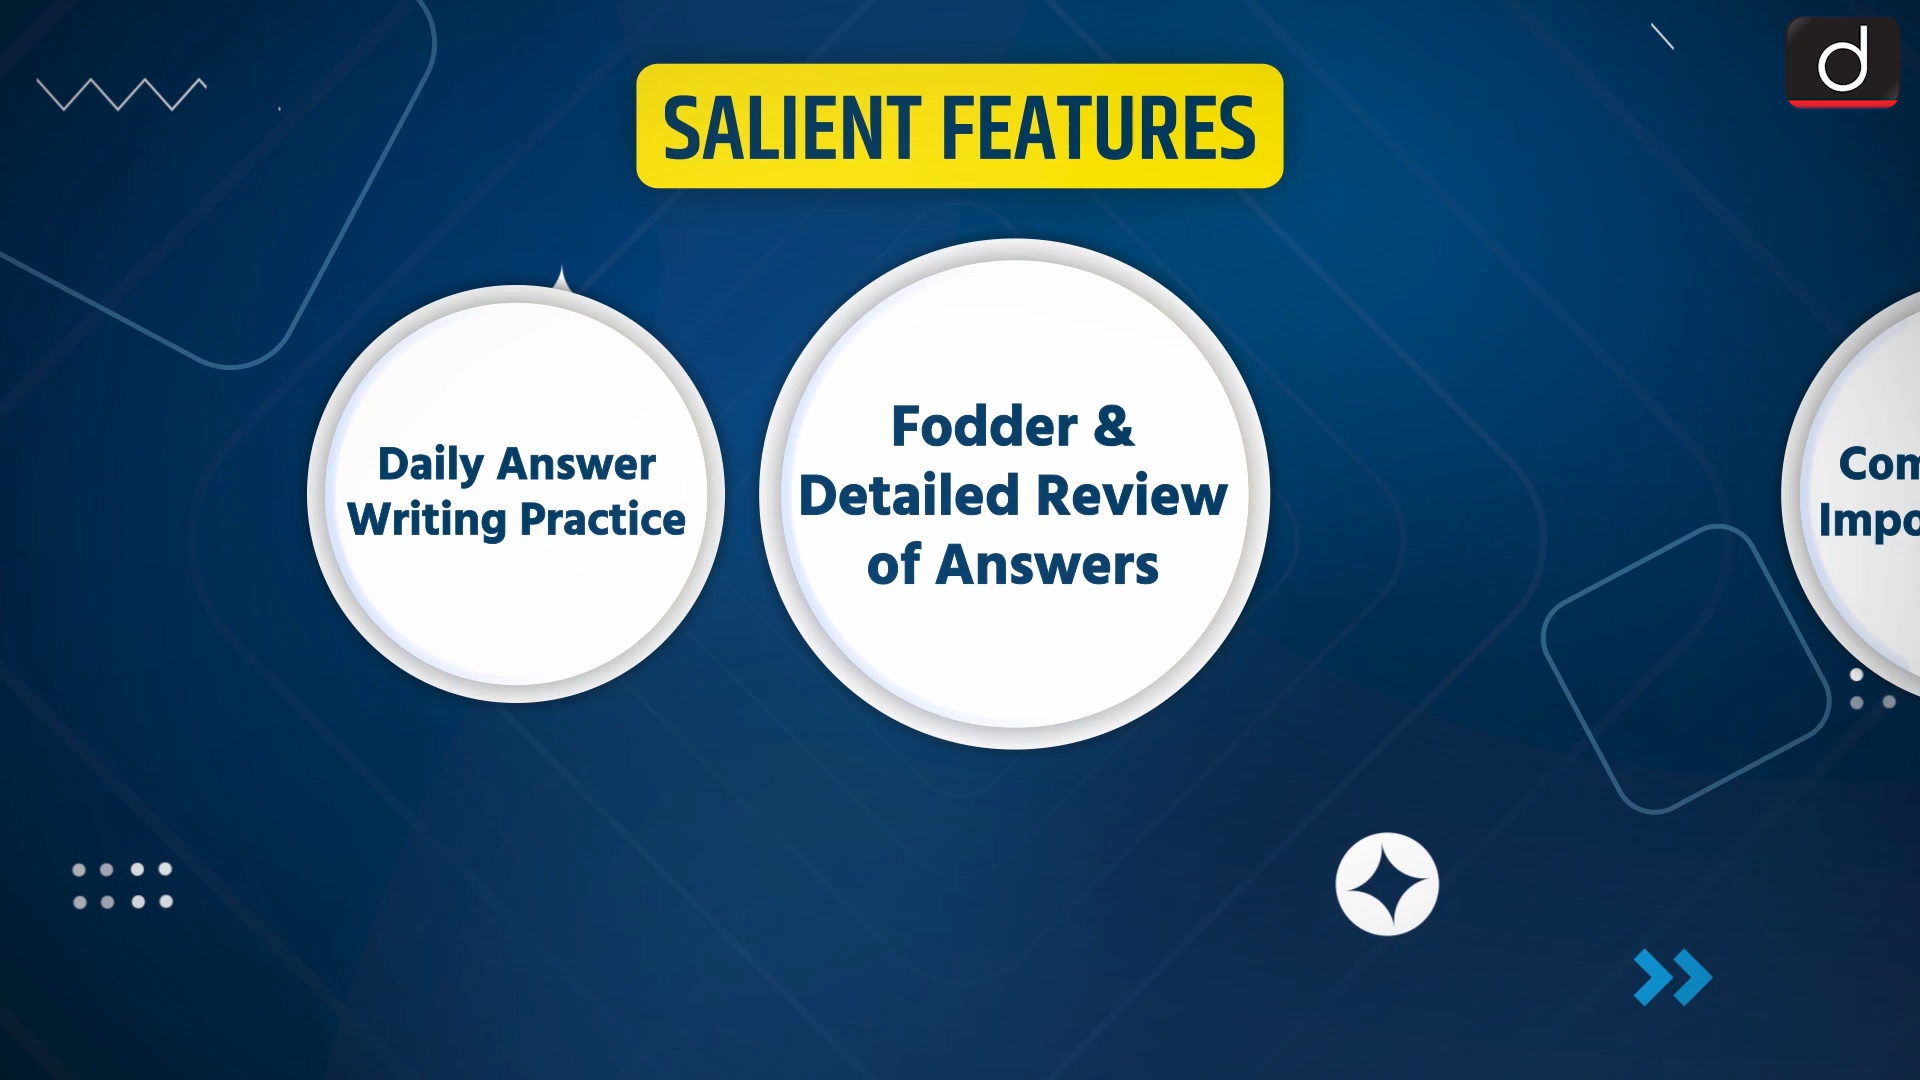 SALIENT FEATURES
Daily Answer
Writing Practice
Fodder &
Detailed Review
of Answers
d